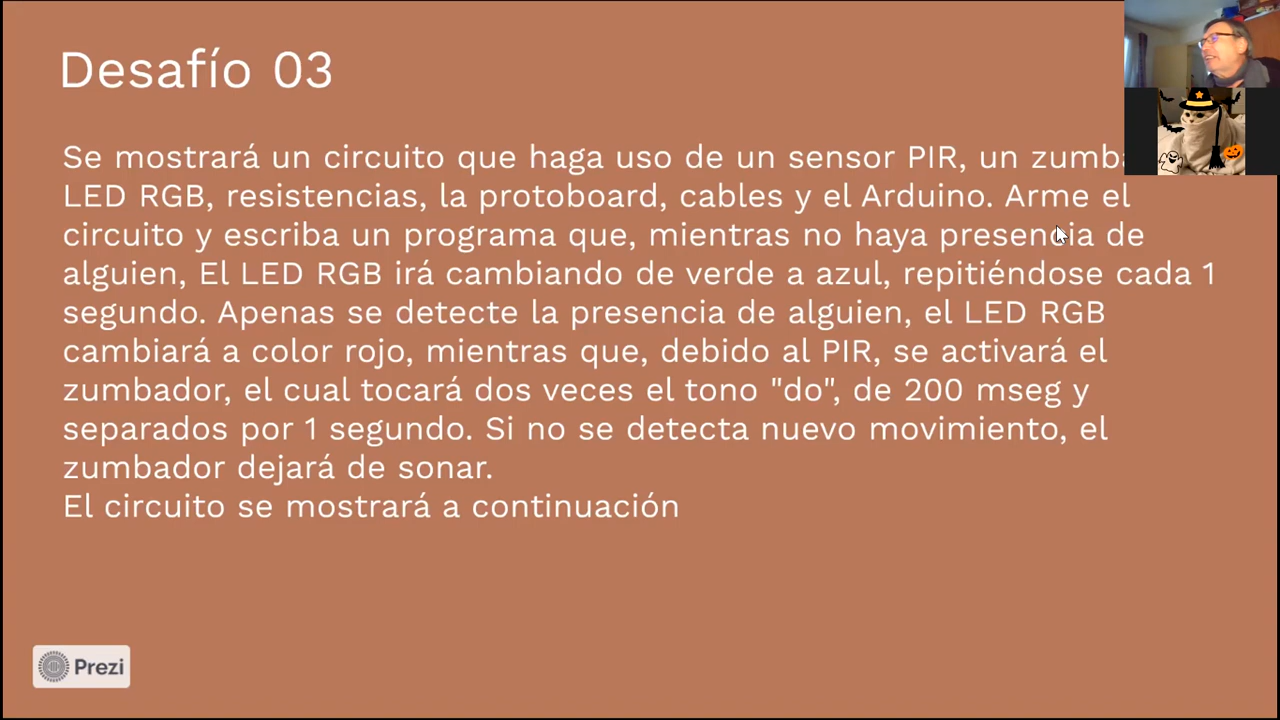 Desafío 03
Se mostrará un circuito que haga uso de un sensor PIR, un
LED RGB, resistencias, la protoboard, cables y el Arduino. Arme el
circuito y escriba un programa que, mientras no haya presencia de
alguien, El LED RGB irá cambiando de verde a azul, repitiéndose cada 1
segundo. Apenas se detecte la presencia de alguien, el LED RGB
cambiará a color rojo, mientras que, debido al PIR, se activará el
zumbador, el cual tocará dos veces el tono "do", de 200 mseg y
separados por 1 segundo. Si no se detecta nuevo movimiento, el
zumbador dejará de sonar.
El circuito se mostrará a continuación
Prezi